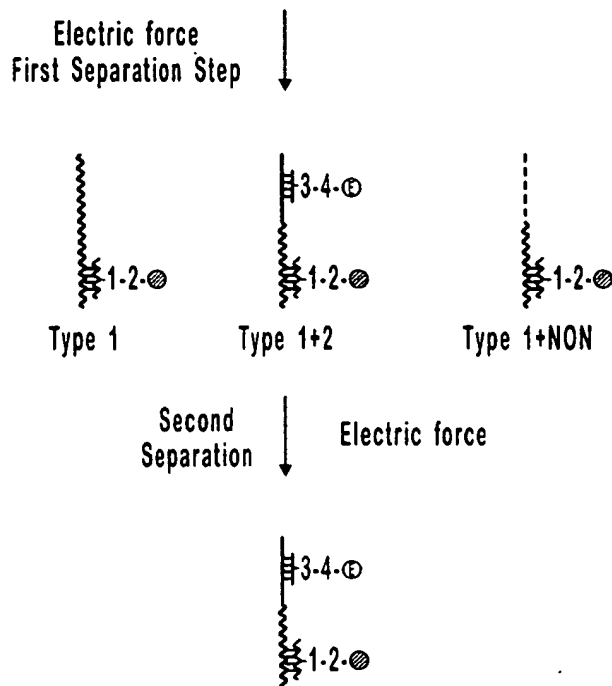 Electric force
First Separation Step
3-4-Ⓔ
1-2-
1-2-
1-2-
Type 1
Type 1+2
Type 1+NON
Second
Separation
Electric force
3-4-Ⓔ
1-2-